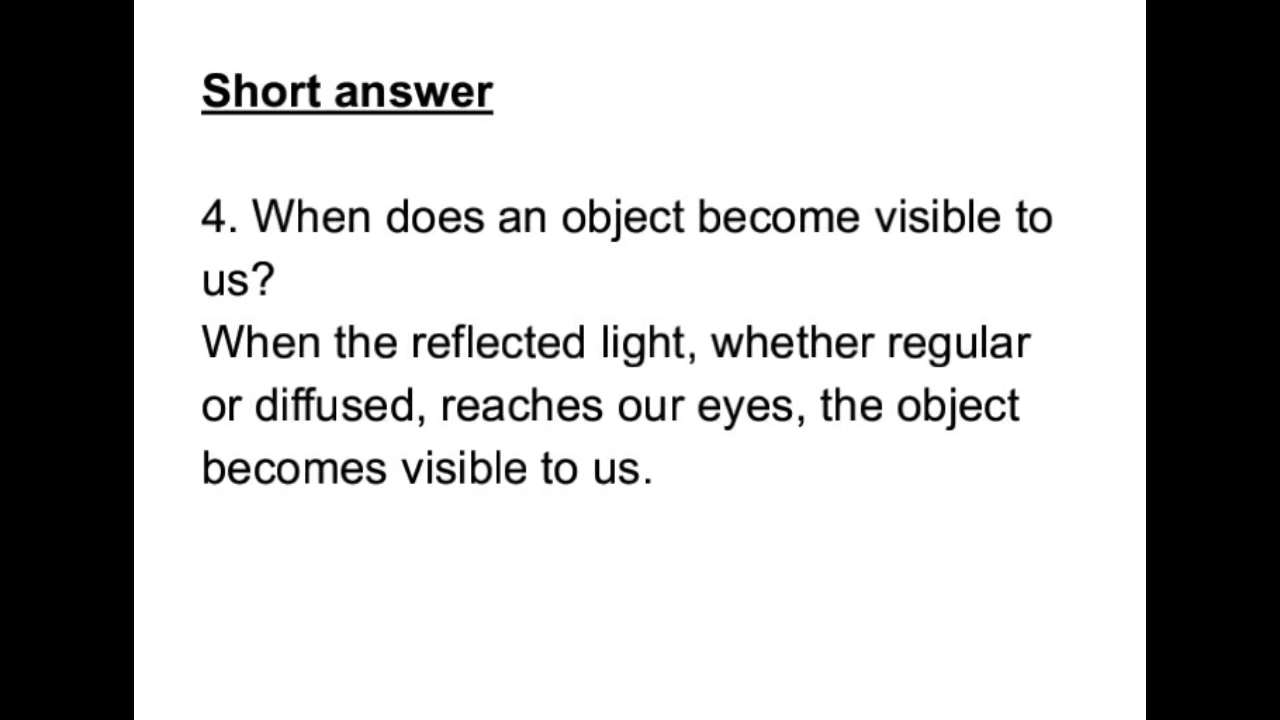 Short answer
4. When does an object become visible to
us?
When the reflected light, whether regular
or diffused, reaches our eyes, the object
becomes visible to us.